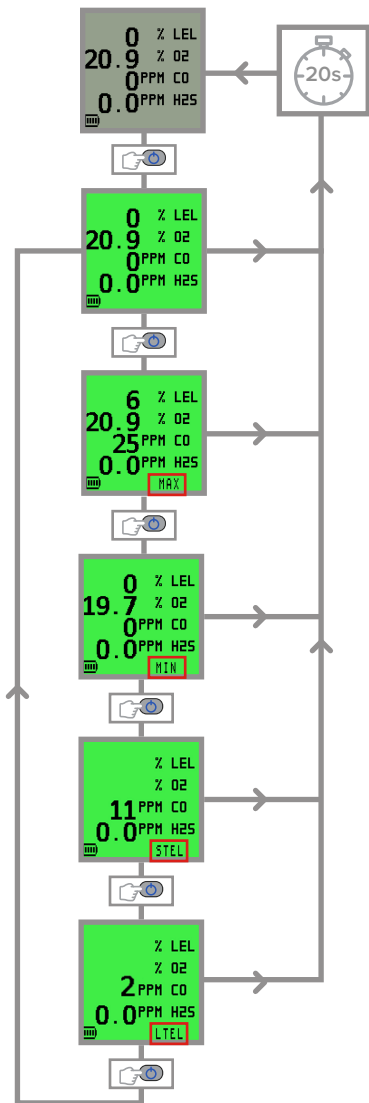 0 % LEL
20.9 % O2
0 PPM CO
0.0 PPM H2S
20s
0 % LEL
20.9 % O2
0 PPM CO
0.0 PPM H2S
6 % LEL
20.9 % O2
25 PPM CO
0.0 PPM H2S
MAX
0 % LEL
19.7 % O2
0 PPM CO
0.0 PPM H2S
MIN
% LEL
% O2
11 PPM CO
0.0 PPM H2S
STEL
% LEL
% O2
2 PPM CO
0.0 PPM H2S
LTEL